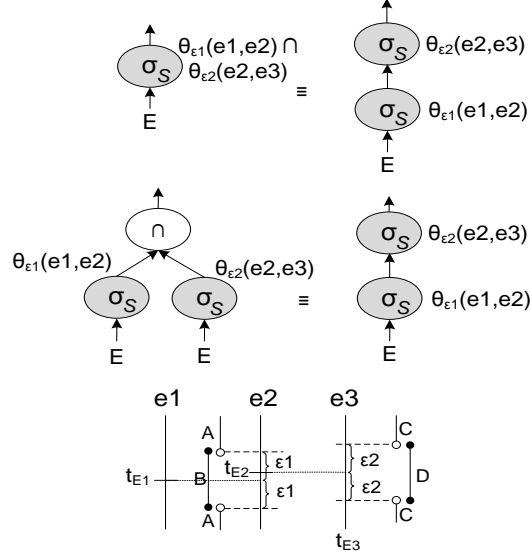 θε1(e1,e2) ∩
θε2(e2,e3)
σS
E
≡
σS
θε2(e2,e3)
σS
θε1(e1,e2)
E
∩
θε1(e1,e2)
θε2(e2,e3)
σS
σS
E
E
≡
σS
θε2(e2,e3)
σS
θε1(e1,e2)
E
e1 e2 e3
A C
tE1 B tE2 ε1 ε2 D
ε1 ε2
A C
tE3